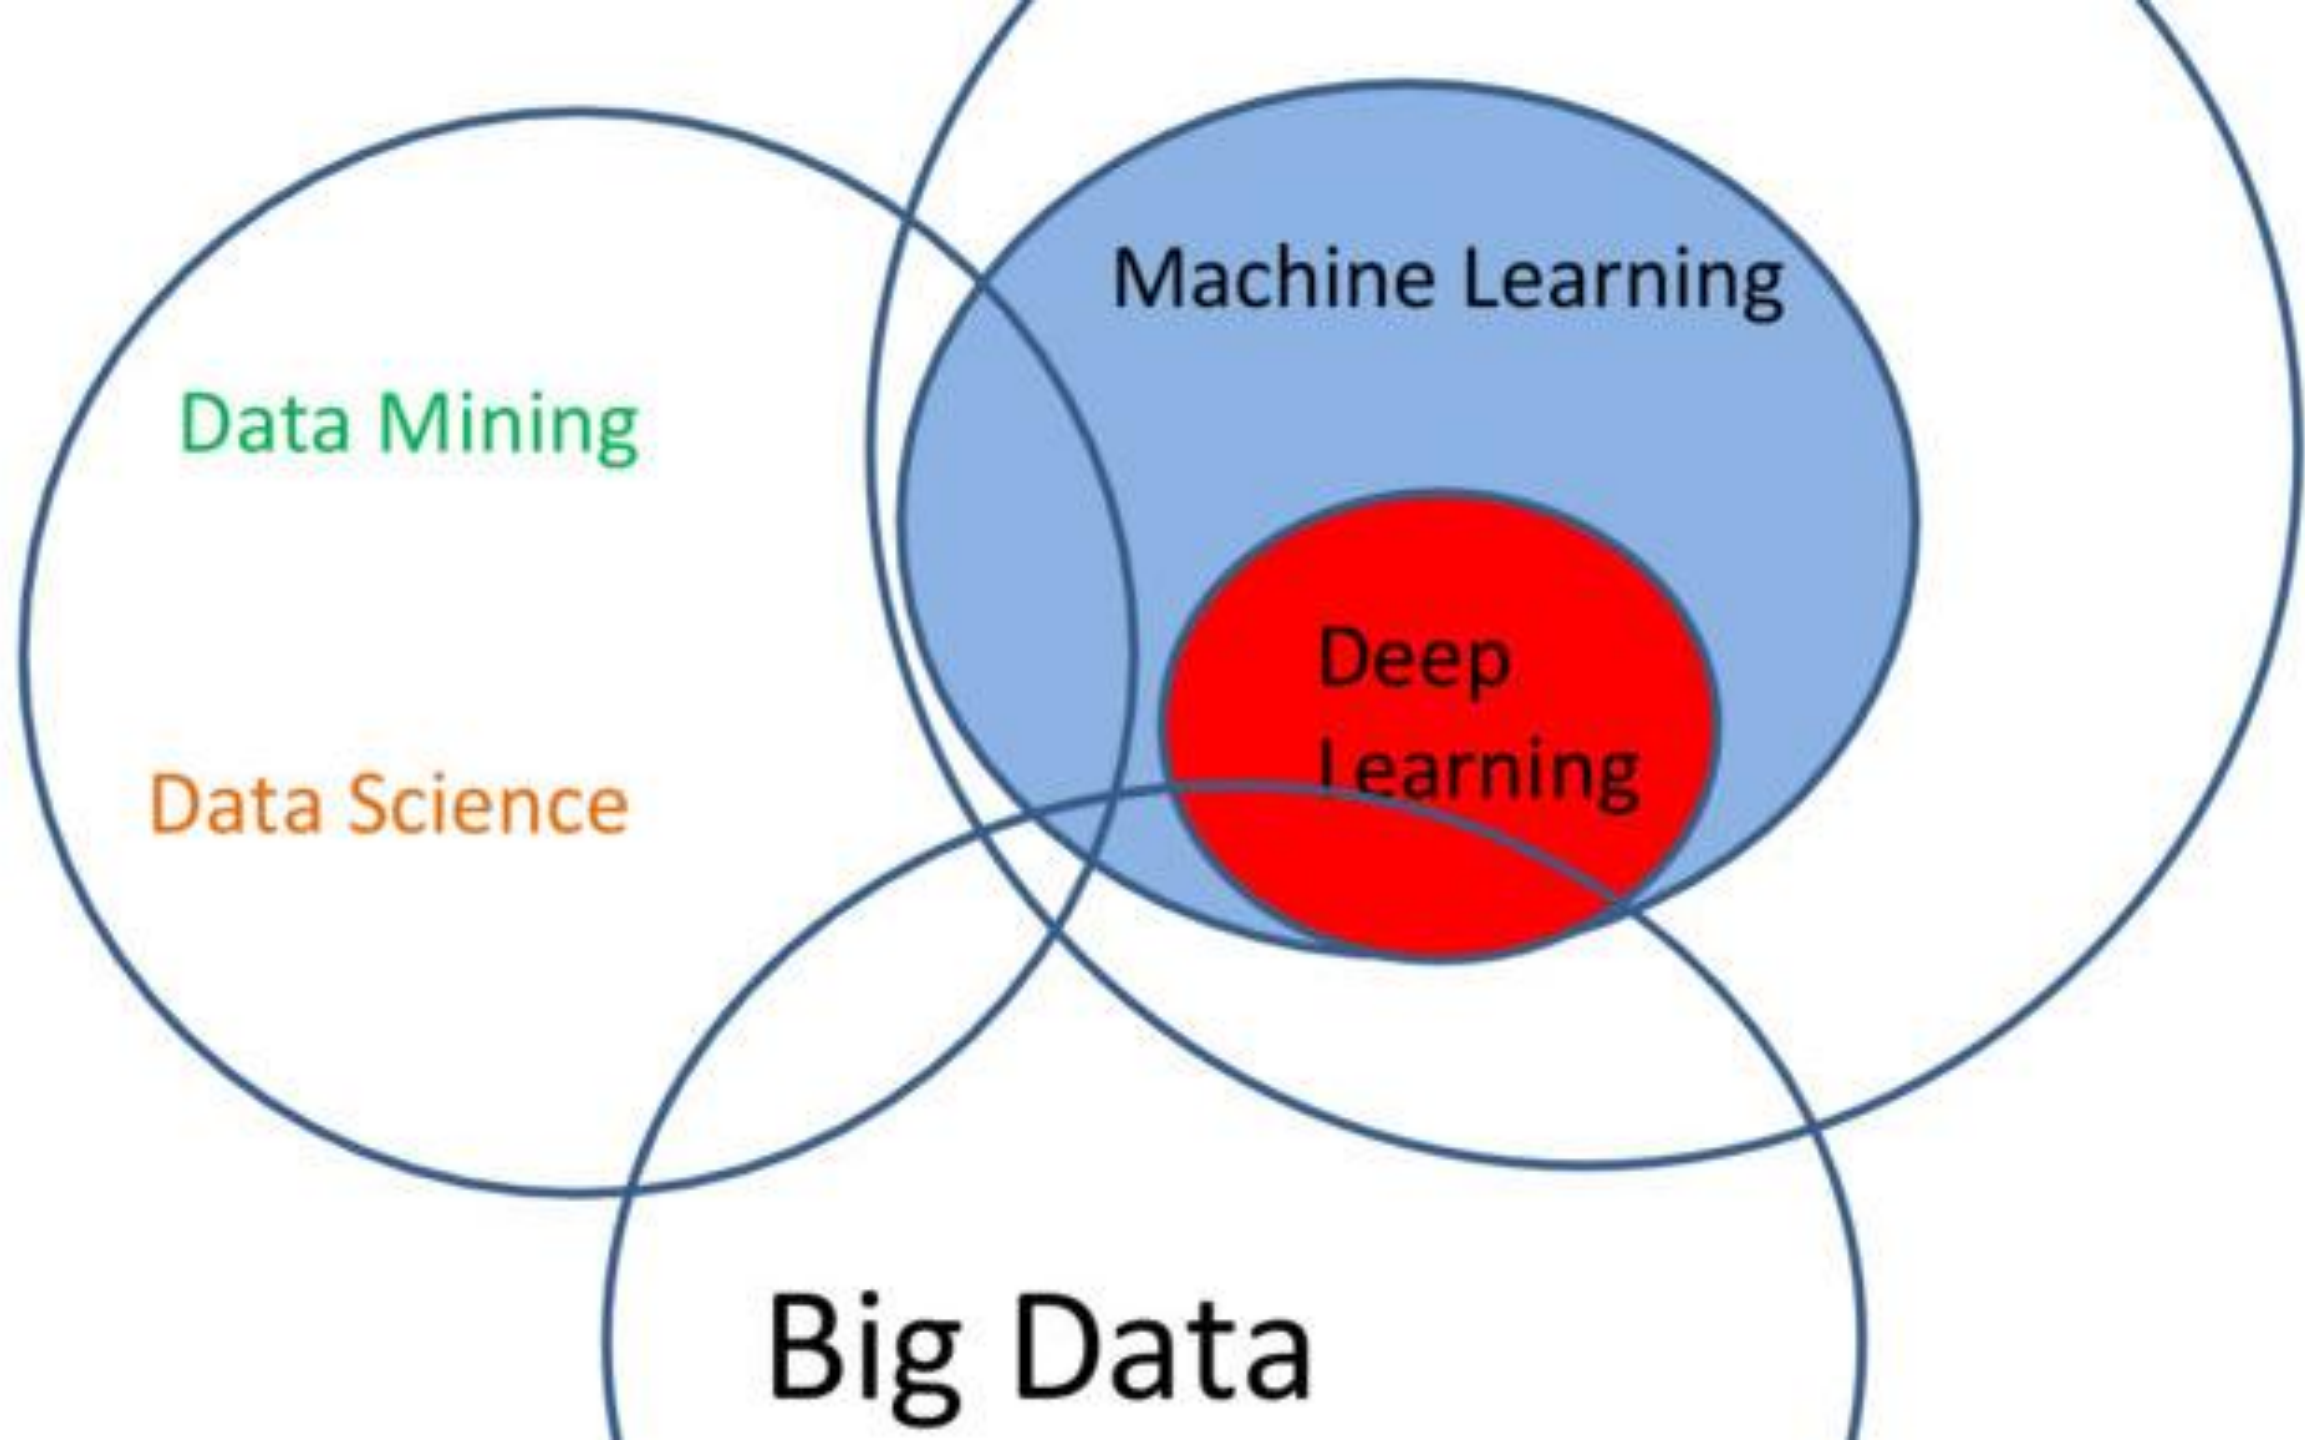 Machine Learning
Data Mining
Deep
Learning
Data Science
Big Data